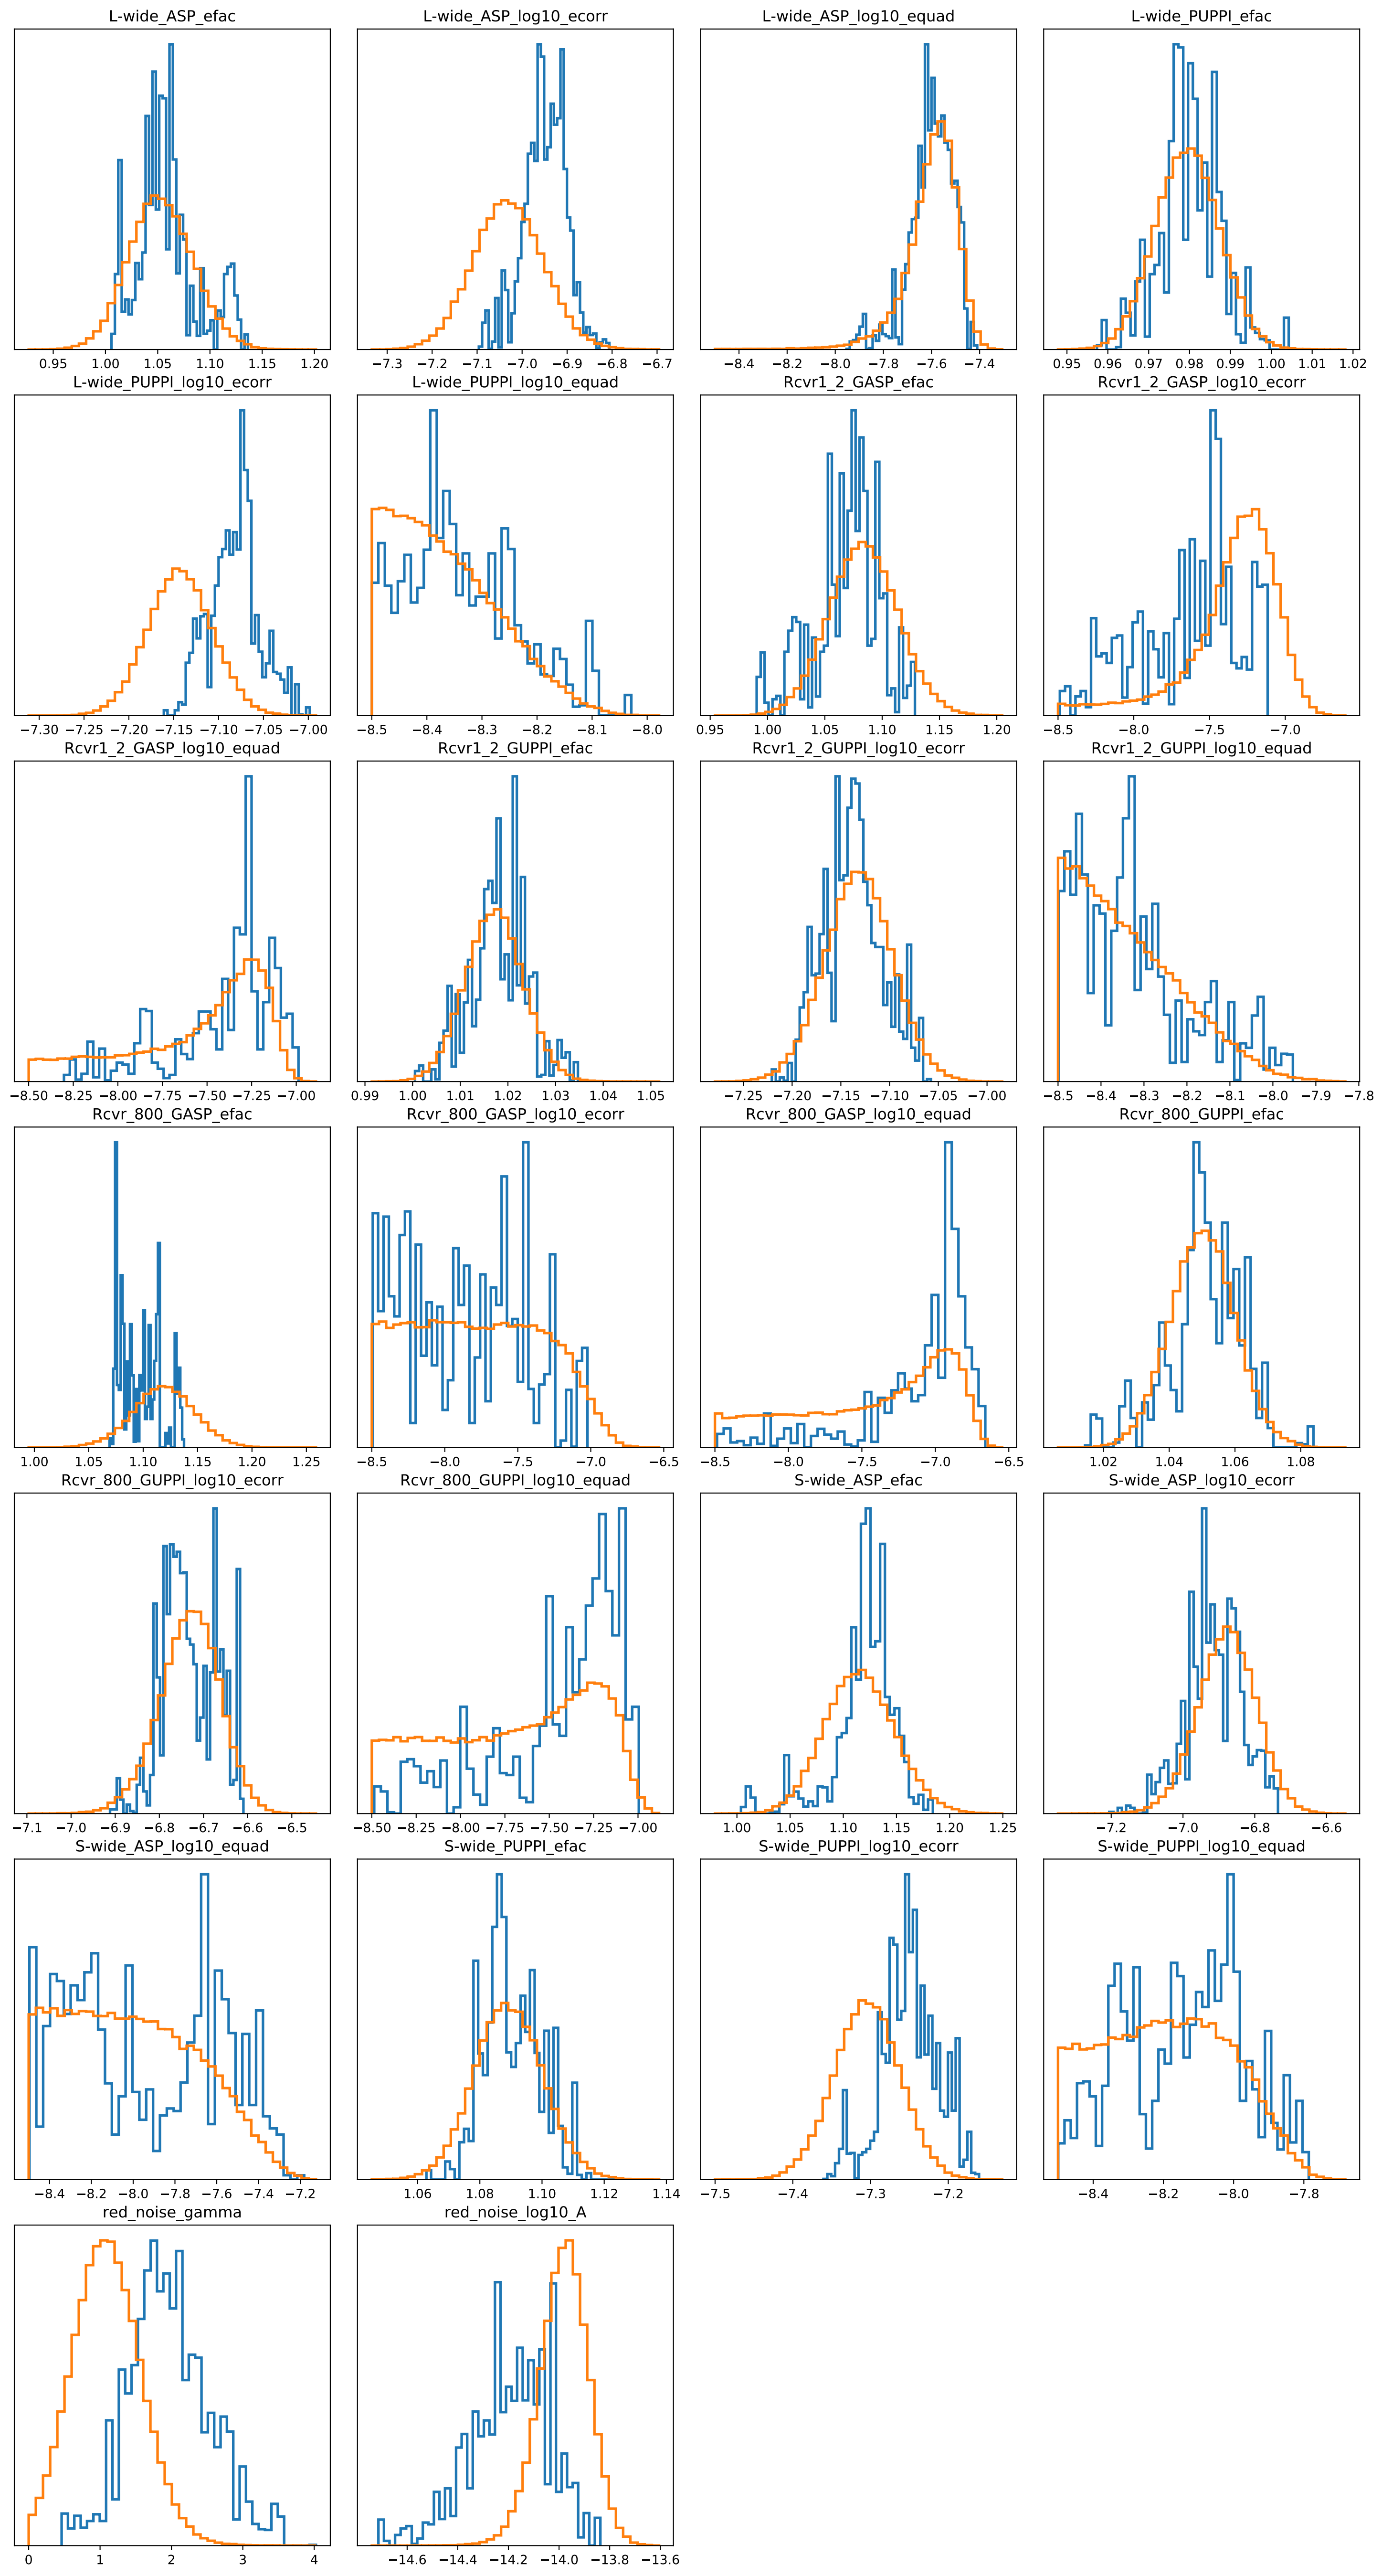 L-wide_ASP_efac L-wide_ASP_log10_ecorr L-wide_ASP_log10_equad L-wide_PUPPI_efac
0.95 1.00 1.05 1.10 1.15 1.20 −7.3 −7.2 −7.1 −7.0 −6.9 −6.8 −6.7 −8.4 −8.2 −8.0 −7.8 −7.6 −7.4 0.95 0.96 0.97 0.98 0.99 1.00 1.01 1.02
L-wide_PUPPI_log10_ecorr L-wide_PUPPI_log10_equad Rcvr1_2_GASP_efac Rcvr1_2_GASP_log10_ecorr
−7.30 −7.25 −7.20 −7.15 −7.10 −7.05 −7.00 −8.5 −8.4 −8.3 −8.2 −8.1 −8.0 0.95 1.00 1.05 1.10 1.15 1.20 −8.5 −8.0 −7.5 −7.0
Rcvr1_2_GASP_log10_equad Rcvr1_2_GUPPI_efac Rcvr1_2_GUPPI_log10_ecorr Rcvr1_2_GUPPI_log10_equad
−8.50 −8.25 −8.00 −7.75 −7.50 −7.25 −7.00 0.99 1.00 1.01 1.02 1.03 1.04 1.05 −7.25 −7.20 −7.15 −7.10 −7.05 −7.00 −8.5 −8.4 −8.3 −8.2 −8.1 −8.0 −7.9 −7.8
Rcvr_800_GASP_efac Rcvr_800_GASP_log10_ecorr Rcvr_800_GASP_log10_equad Rcvr_800_GUPPI_efac
1.00 1.05 1.10 1.15 1.20 1.25 −8.5 −8.0 −7.5 −7.0 −6.5 −8.5 −8.0 −7.5 −7.0 −6.5 1.02 1.04 1.06 1.08
Rcvr_800_GUPPI_log10_ecorr Rcvr_800_GUPPI_log10_equad S-wide_ASP_efac S-wide_ASP_log10_ecorr
−7.1 −7.0 −6.9 −6.8 −6.7 −6.6 −6.5 −8.50 −8.25 −8.00 −7.75 −7.50 −7.25 −7.00 1.00 1.05 1.10 1.15 1.20 1.25 −7.2 −7.0 −6.8 −6.6
S-wide_ASP_log10_equad S-wide_PUPPI_efac S-wide_PUPPI_log10_ecorr S-wide_PUPPI_log10_equad
−8.4 −8.2 −8.0 −7.8 −7.6 −7.4 −7.2 1.06 1.08 1.10 1.12 1.14 −7.5 −7.4 −7.3 −7.2 −8.4 −8.2 −8.0 −7.8
red_noise_gamma red_noise_log10_A
0 1 2 3 4 −14.6 −14.4 −14.2 −14.0 −13.8 −13.6